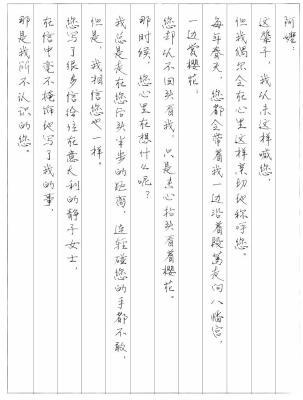 阿嬷，
这辈子，我从未这样喊您，
但我偶尔会在心里这样亲切地称呼您。
每年春天，您都会带着我一边沿着段葛走向八幡宫，
一边赏樱花。
您却从不回头看我，只是专心抬头看着樱花。
那时候，您心里在想什么呢？
我总是走在您后头半步的距离，连轻碰您的手都不敢，
但是，我相信您也一样。
您写了很多信给住在意大利的静子女士，
在信中毫不掩饰地写了我的事，
那是我所不认识的您。